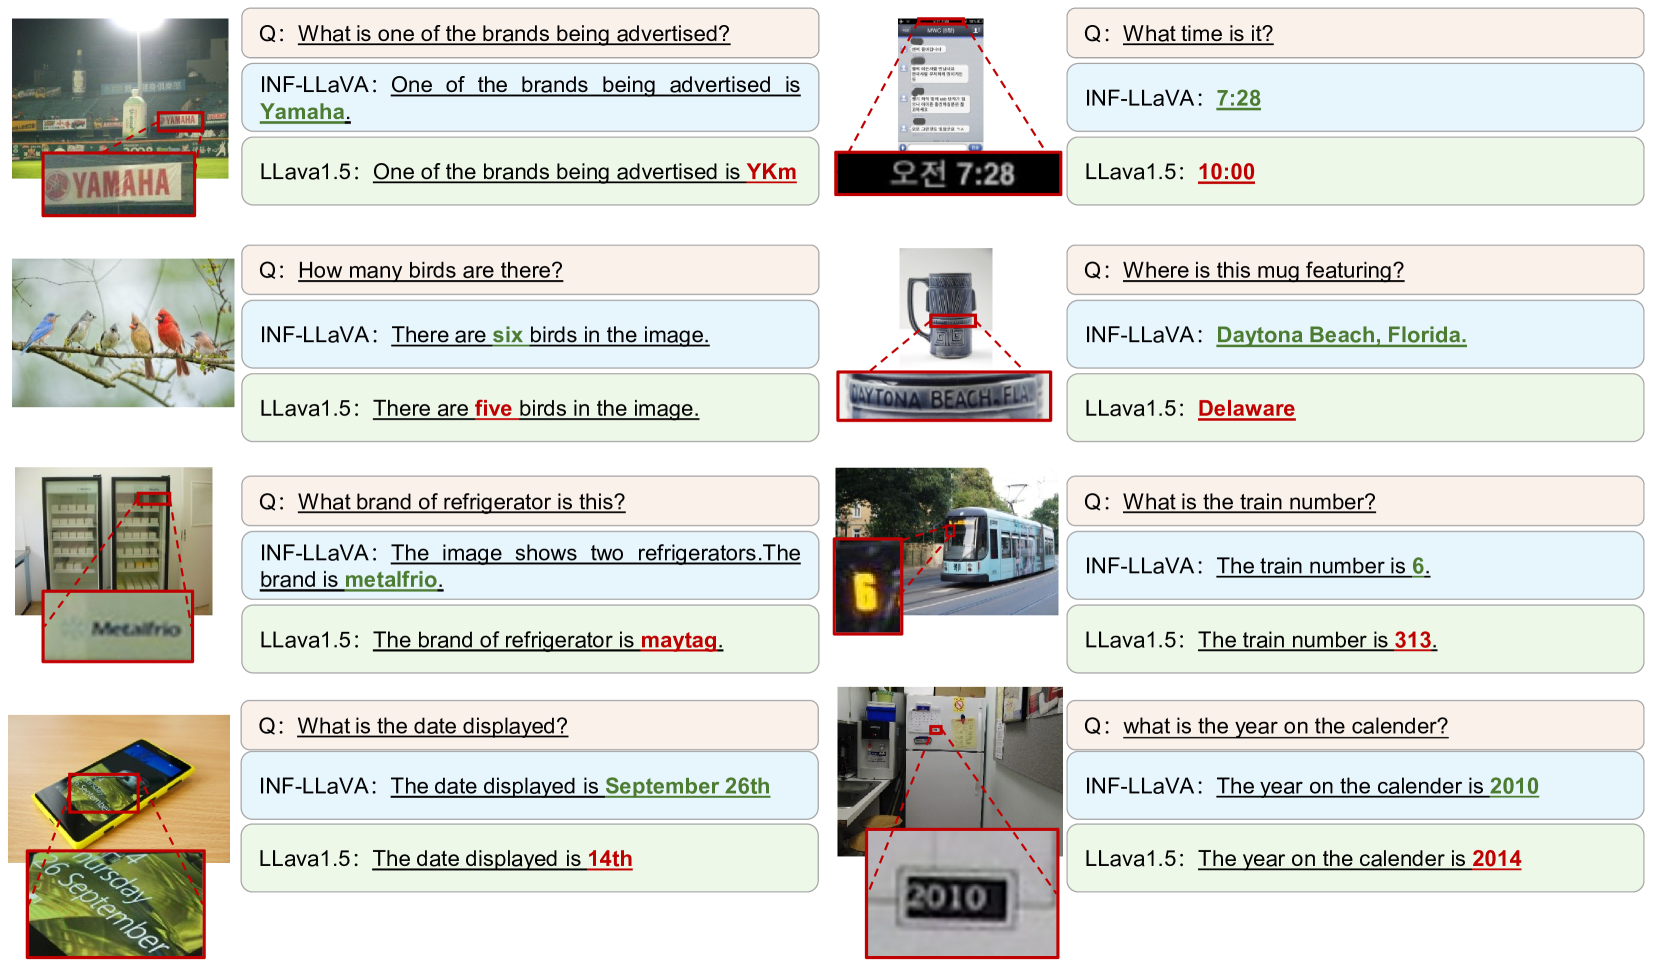 Q: What is one of the brands being advertised?
INF-LLaVA: One of the brands being advertised is
Yamaha.
LLava1.5: One of the brands being advertised is YKm
YAMAHA
YAMAHA
Q: What time is it?
INF-LLaVA: 7:28
LLava1.5: 10:00
오전 7:28
Q: How many birds are there?
INF-LLaVA: There are six birds in the image.
LLava1.5: There are five birds in the image.
Q: Where is this mug featuring?
INF-LLaVA: Daytona Beach, Florida.
LLava1.5: Delaware
DAYTONA BEACH, FLA
Q: What brand of refrigerator is this?
INF-LLaVA: The image shows two refrigerators.The
brand is metalfrio.
LLava1.5: The brand of refrigerator is maytag.
Metalfrio
Q: What is the train number?
INF-LLaVA: The train number is 6.
LLava1.5: The train number is 313.
6
Q: What is the date displayed?
INF-LLaVA: The date displayed is September 26th
LLava1.5: The date displayed is 14th
hursday
26 September
September
Q: what is the year on the calender?
INF-LLaVA: The year on the calender is 2010
LLava1.5: The year on the calender is 2014
2010